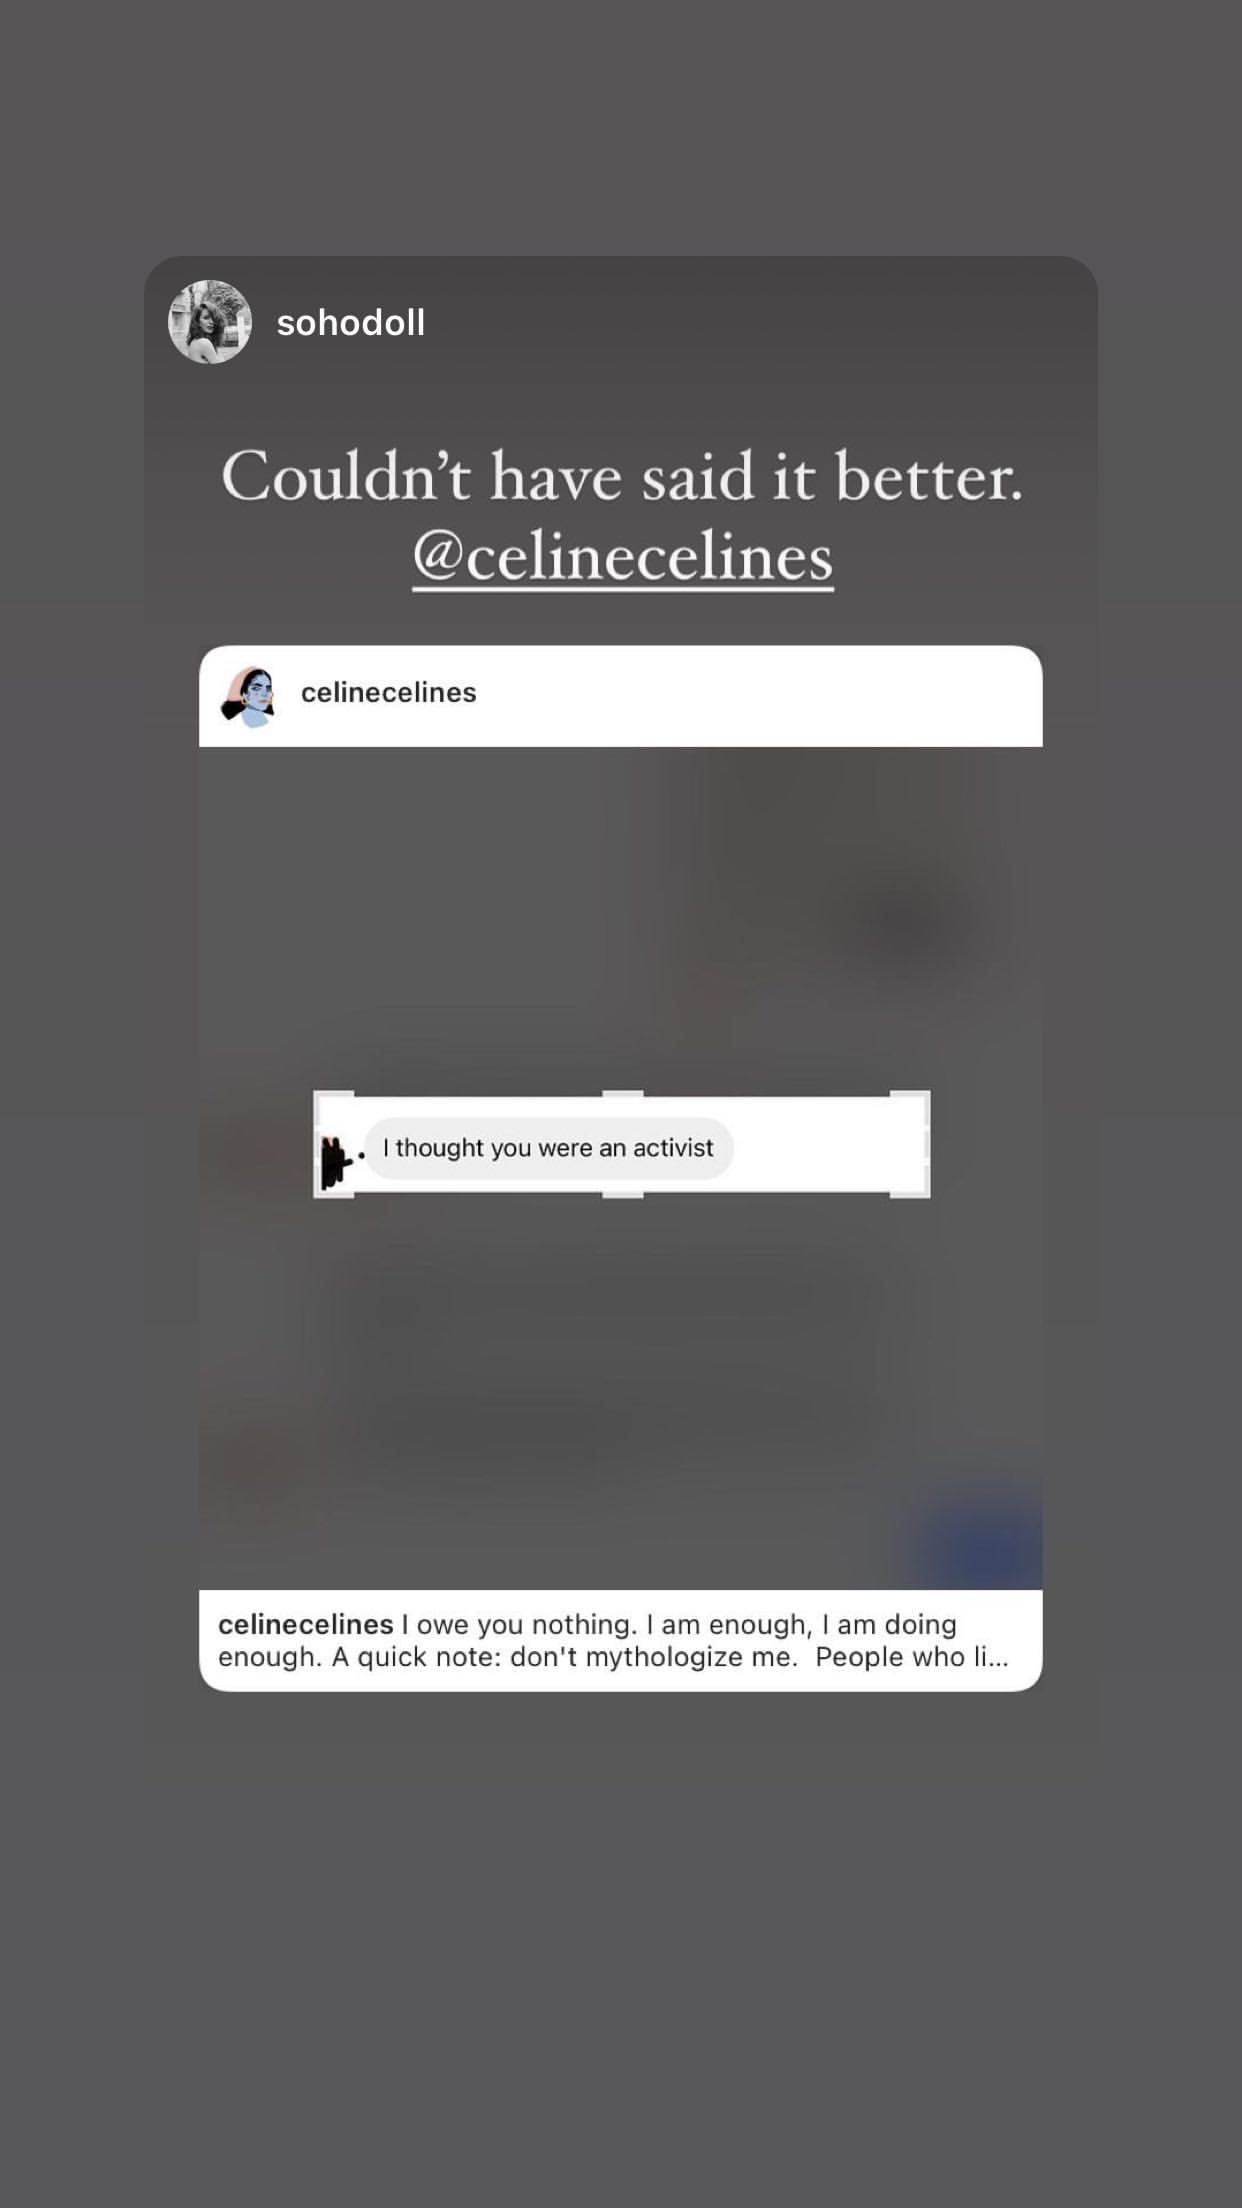 sohodoll
Couldn’t have said it better.
@celinecelines
celinecelines
I thought you were an activist
celinecelines I owe you nothing. I am enough, I am doing
enough. A quick note: don't mythologize me.  People who li...